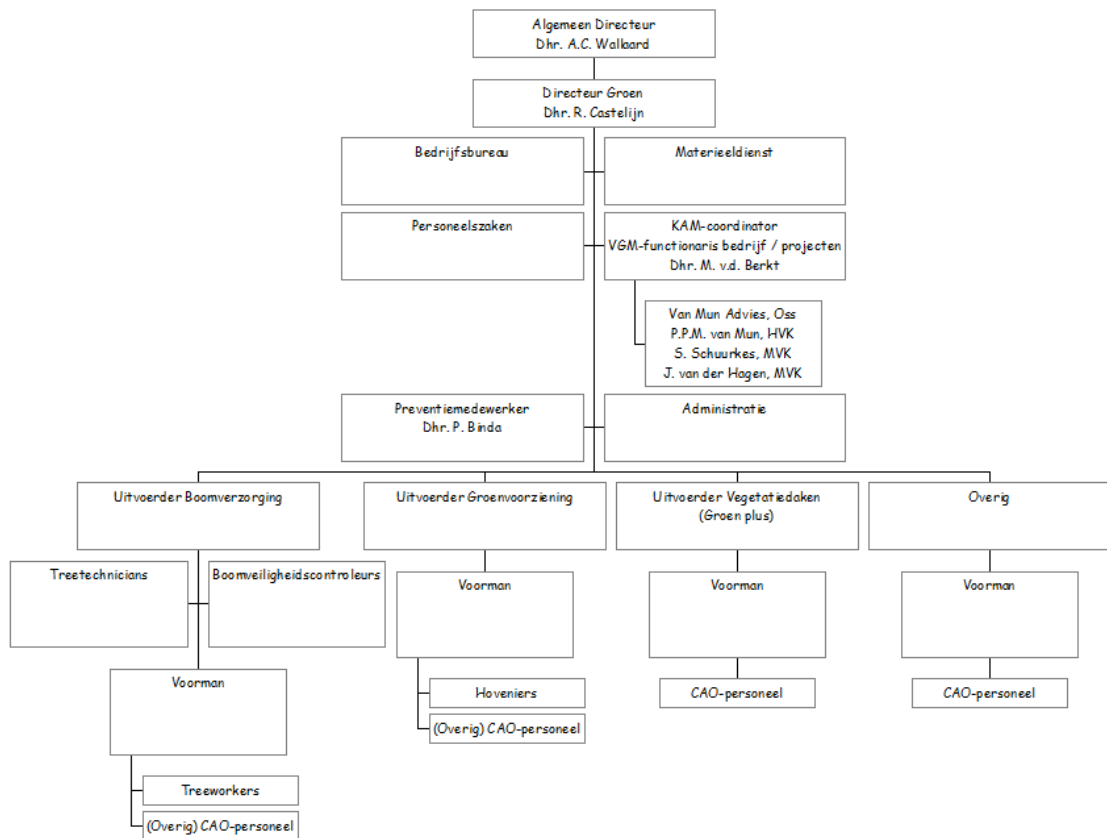 Algemeen Directeur
Dhr. A.C. Wallaard
Directeur Groen
Dhr. R. Castelijn
Bedrijfsbureau
Materieeldienst
Personeelszaken
KAM-coordinator
VGM-functionaris bedrijf / projecten
Dhr. M. v.d. Berkt
Van Mun Advies, Oss
P.P.M. van Mun, HVK
S. Schuurkes, MVK
J. van der Hagen, MVK
Preventiemedewerker
Dhr. P. Binda
Administratie
Uitvoerder Boomverzorging
Uitvoerder Groenvoorziening
Uitvoerder Vegetatiedaken
(Groen plus)
Overig
Treetechnicians
Boomveiligheidscontroleurs
Voorman
Voorman
Voorman
Voorman
Hoveniers
(Overig) CAO-personeel
CAO-personeel
CAO-personeel
Treeworkers
(Overig) CAO-personeel